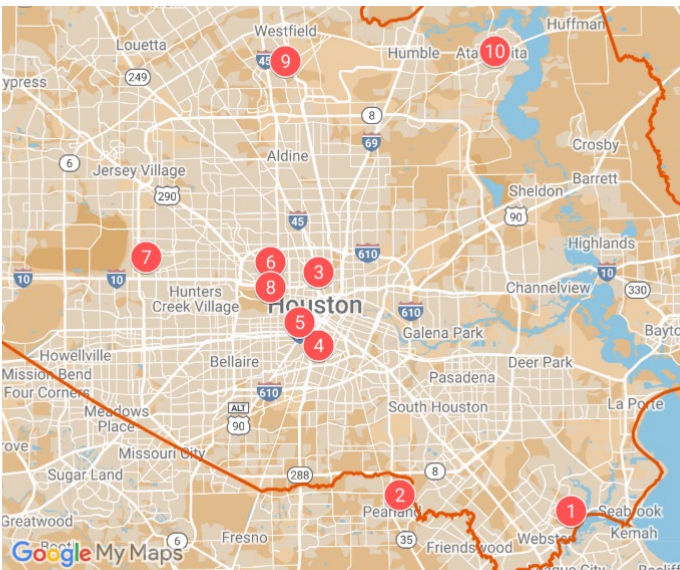 Huffman
Westfield
Louetta
Humble
Ata
ita
10
9
45
ypress
249
8
69
Crosby
Aldine
6
Jersey Village
Barrett
290
Sheldon
90
45
Highlands
610
7
6
3
10
10
10
8
Channelview
330
Hunters
Creek Village
Houston
610
5
Galena Park
4
Bayto
Howellville
Bellaire
Deer Park
Mission Bend
Pasadena
Four Corners
610
ALT
90
South Houston
La Porte
Meadows
Place
Missouri City
Sugar Land
288
8
2
Pearland
1
Seabrook
Greatwood
Webster
Kemah
6
Fresno
35
Friendswood
Google My Maps